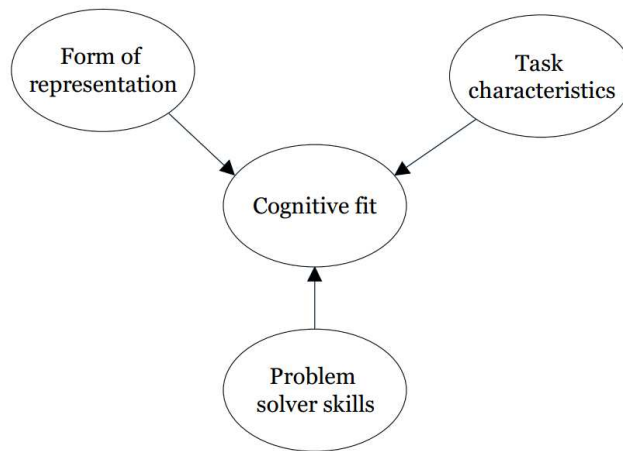 Form of
representation
Task
characteristics
Cognitive fit
Problem
solver skills